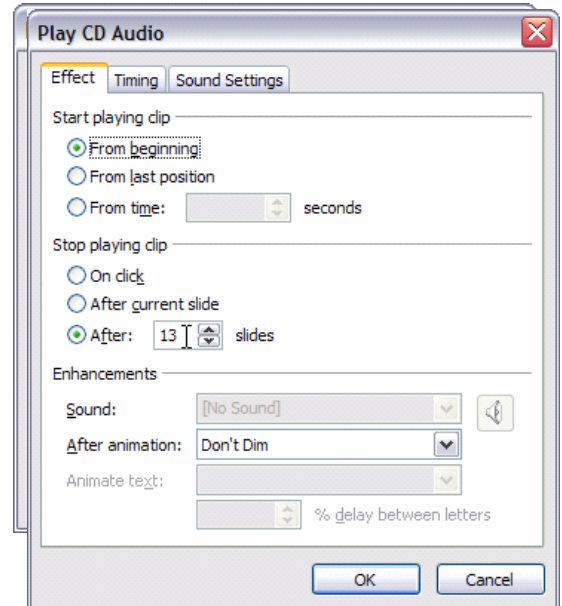 Play CD Audio
Effect Timing Sound Settings
Start playing clip
From beginning
From last position
From time: seconds
Stop playing clip
On click
After current slide
After: 13 slides
Enhancements
Sound: [No Sound]
After animation: Don't Dim
Animate text:
% delay between letters
OK Cancel